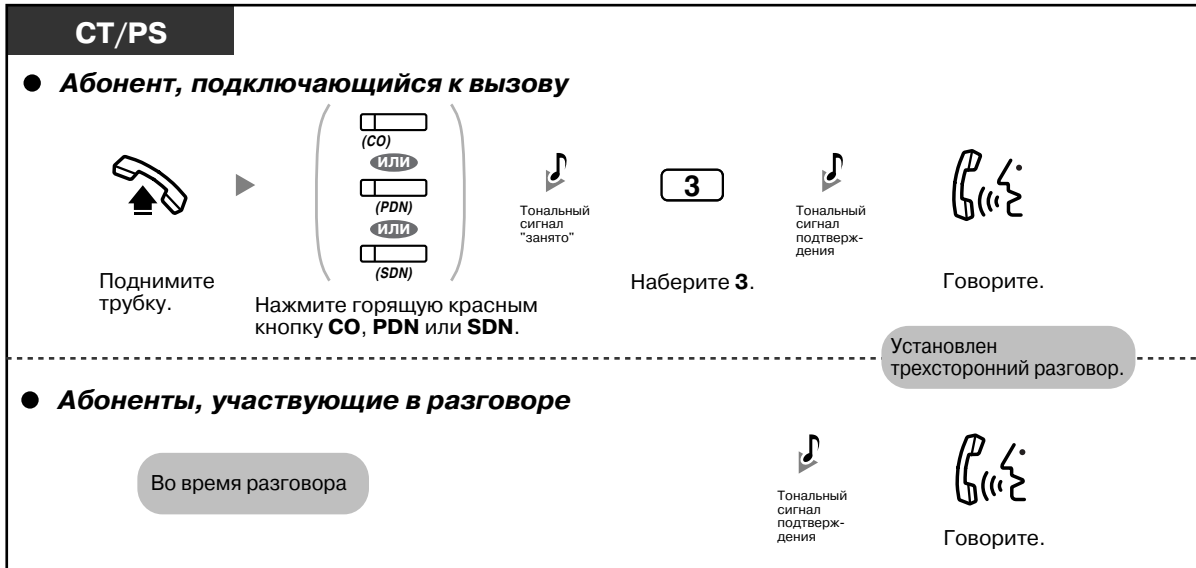 CT/PS
● Абонент, подключающийся к вызову
(CO)
или
(PDN)
или
(SDN)
Тональный
сигнал
"занято"
3
Тональный
сигнал
подтверж-
дения
Поднимите
трубку.
Нажмите горящую красным
кнопку CO, PDN или SDN.
Наберите 3.
Говорите.
Установлен
трехсторонний разговор.
● Абоненты, участвующие в разговоре
Во время разговора
Тональный
сигнал
подтверж-
дения
Говорите.